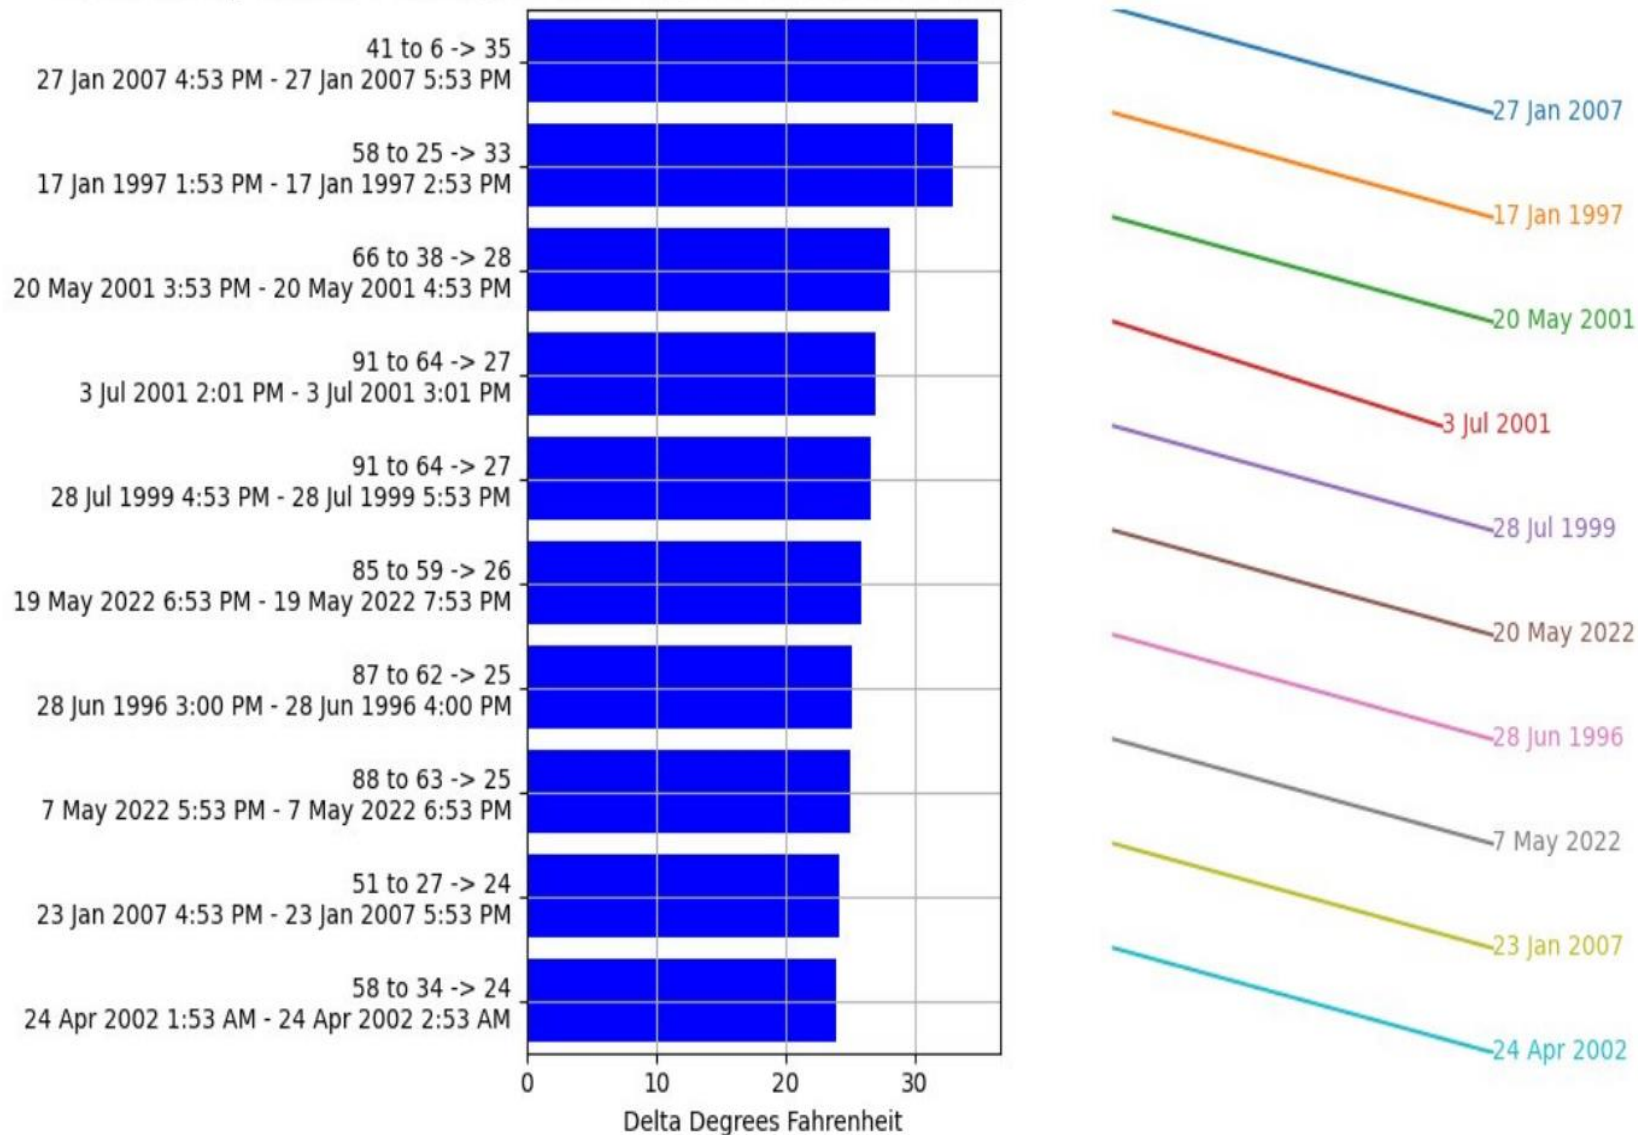 41 to 6 -> 35
27 Jan 2007 4:53 PM - 27 Jan 2007 5:53 PM
58 to 25 -> 33
17 Jan 1997 1:53 PM - 17 Jan 1997 2:53 PM
66 to 38 -> 28
20 May 2001 3:53 PM - 20 May 2001 4:53 PM
91 to 64 -> 27
3 Jul 2001 2:01 PM - 3 Jul 2001 3:01 PM
91 to 64 -> 27
28 Jul 1999 4:53 PM - 28 Jul 1999 5:53 PM
85 to 59 -> 26
19 May 2022 6:53 PM - 19 May 2022 7:53 PM
87 to 62 -> 25
28 Jun 1996 3:00 PM - 28 Jun 1996 4:00 PM
88 to 63 -> 25
7 May 2022 5:53 PM - 7 May 2022 6:53 PM
51 to 27 -> 24
23 Jan 2007 4:53 PM - 23 Jan 2007 5:53 PM
58 to 34 -> 24
24 Apr 2002 1:53 AM - 24 Apr 2002 2:53 AM
0 10 20 30
Delta Degrees Fahrenheit
27 Jan 2007
17 Jan 1997
20 May 2001
3 Jul 2001
28 Jul 1999
20 May 2022
28 Jun 1996
7 May 2022
23 Jan 2007
24 Apr 2002